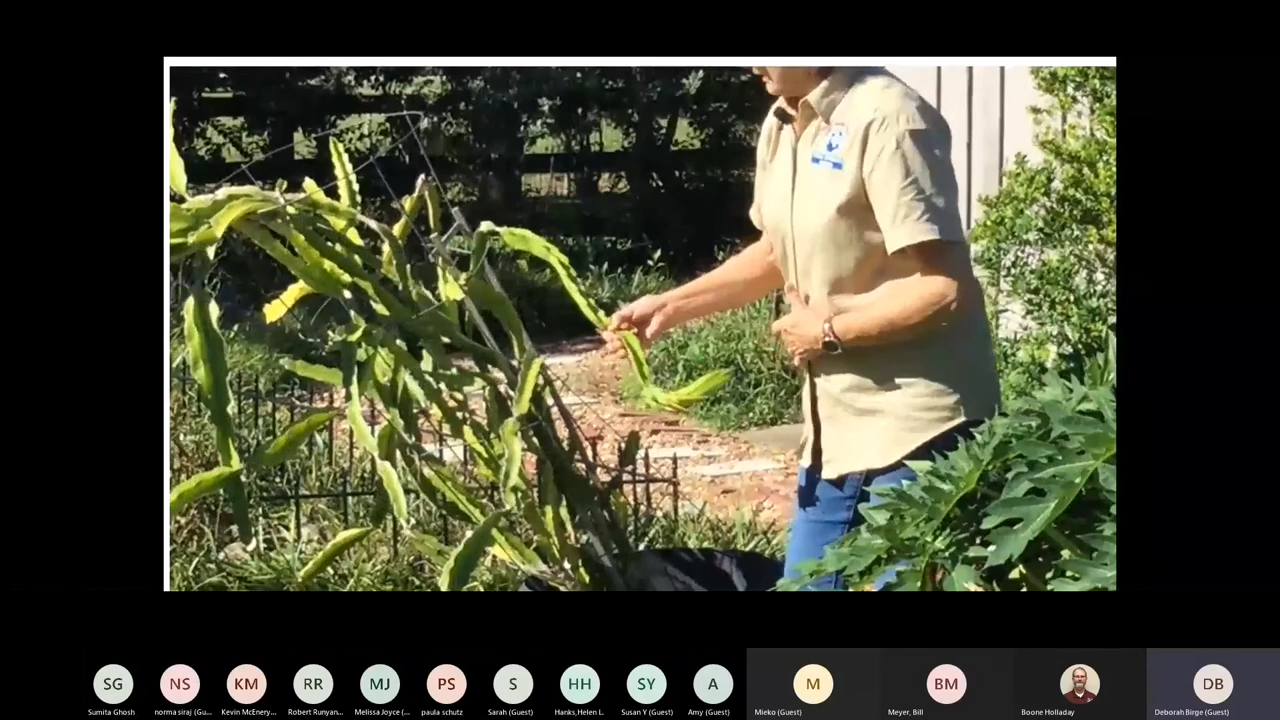 SG
NS
KM
RR
MJ
PS
S
HH
SY
A
M
BM
DB
Sumita Ghosh
norma siraj (Gu...
Kevin McEnery...
Robert Runyan...
Melissa Joyce (...
paula schutz
Sarah (Guest)
Hanks,Helen L.
Susan Y (Guest)
Amy (Guest)
Mieko (Guest)
Meyer, Bill
Boone Holladay
Deborah Birge (Guest)